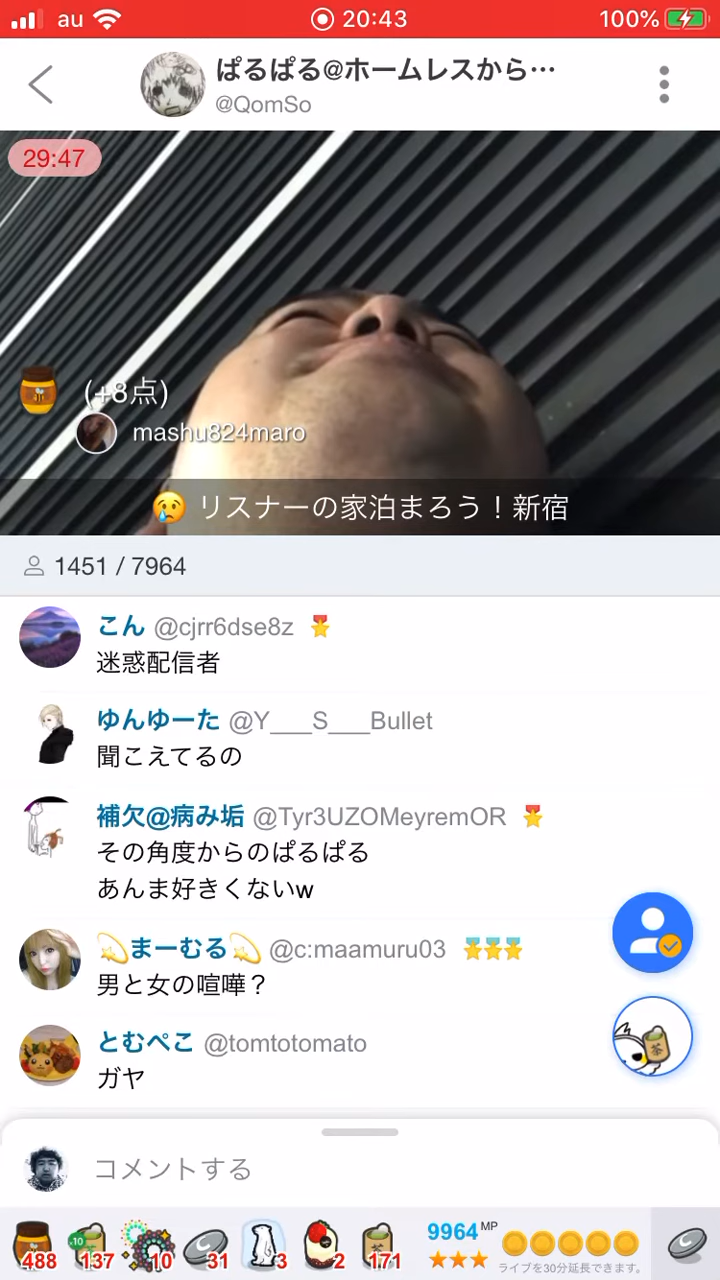 au 20:43 100%
ぱるぱる@ホームレスから…
@QomSo
29:47
(+8点)
mashu824maro
😢 リスナーの家泊まろう！新宿
1451 / 7964
こん @cjrr6dse8z
迷惑配信者
ゆんゆーた @Y___S___Bullet
聞こえてるの
補欠@病み垢 @Tyr3UZOMeyremOR
その角度からのぱるぱる
あんま好きくないw
💫まーむる💫 @c:maamuru03
男と女の喧嘩？
とむぺこ @tomtotomato
ガヤ
茶
コメントする
488 ×10 137 10 31 3 2 茶 171 9964 MP
ライブを30分延長できます。